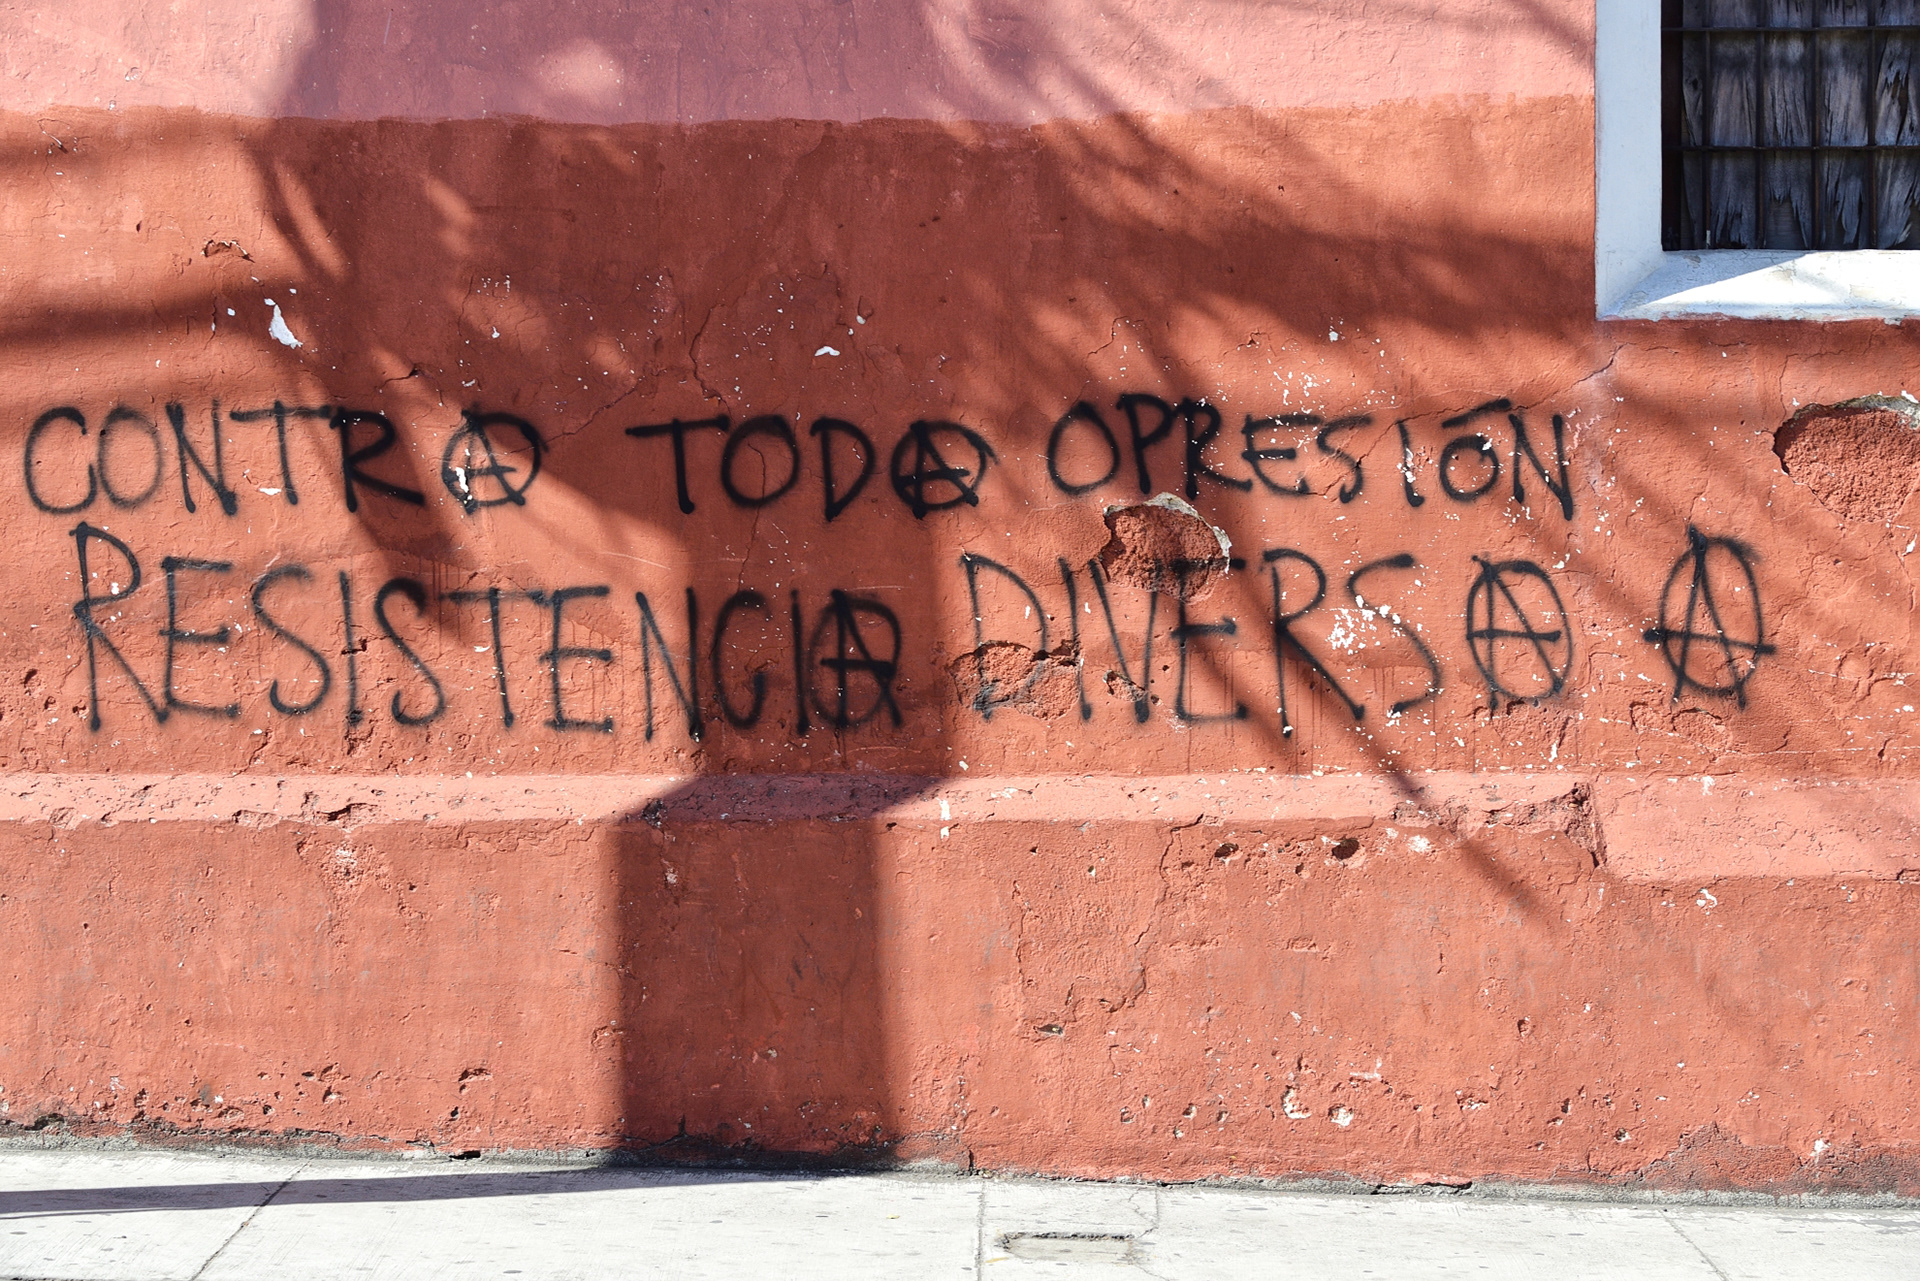 CONTRA TODA OPRESIÓN
RESISTENCIA DIVERSA Ⓐ